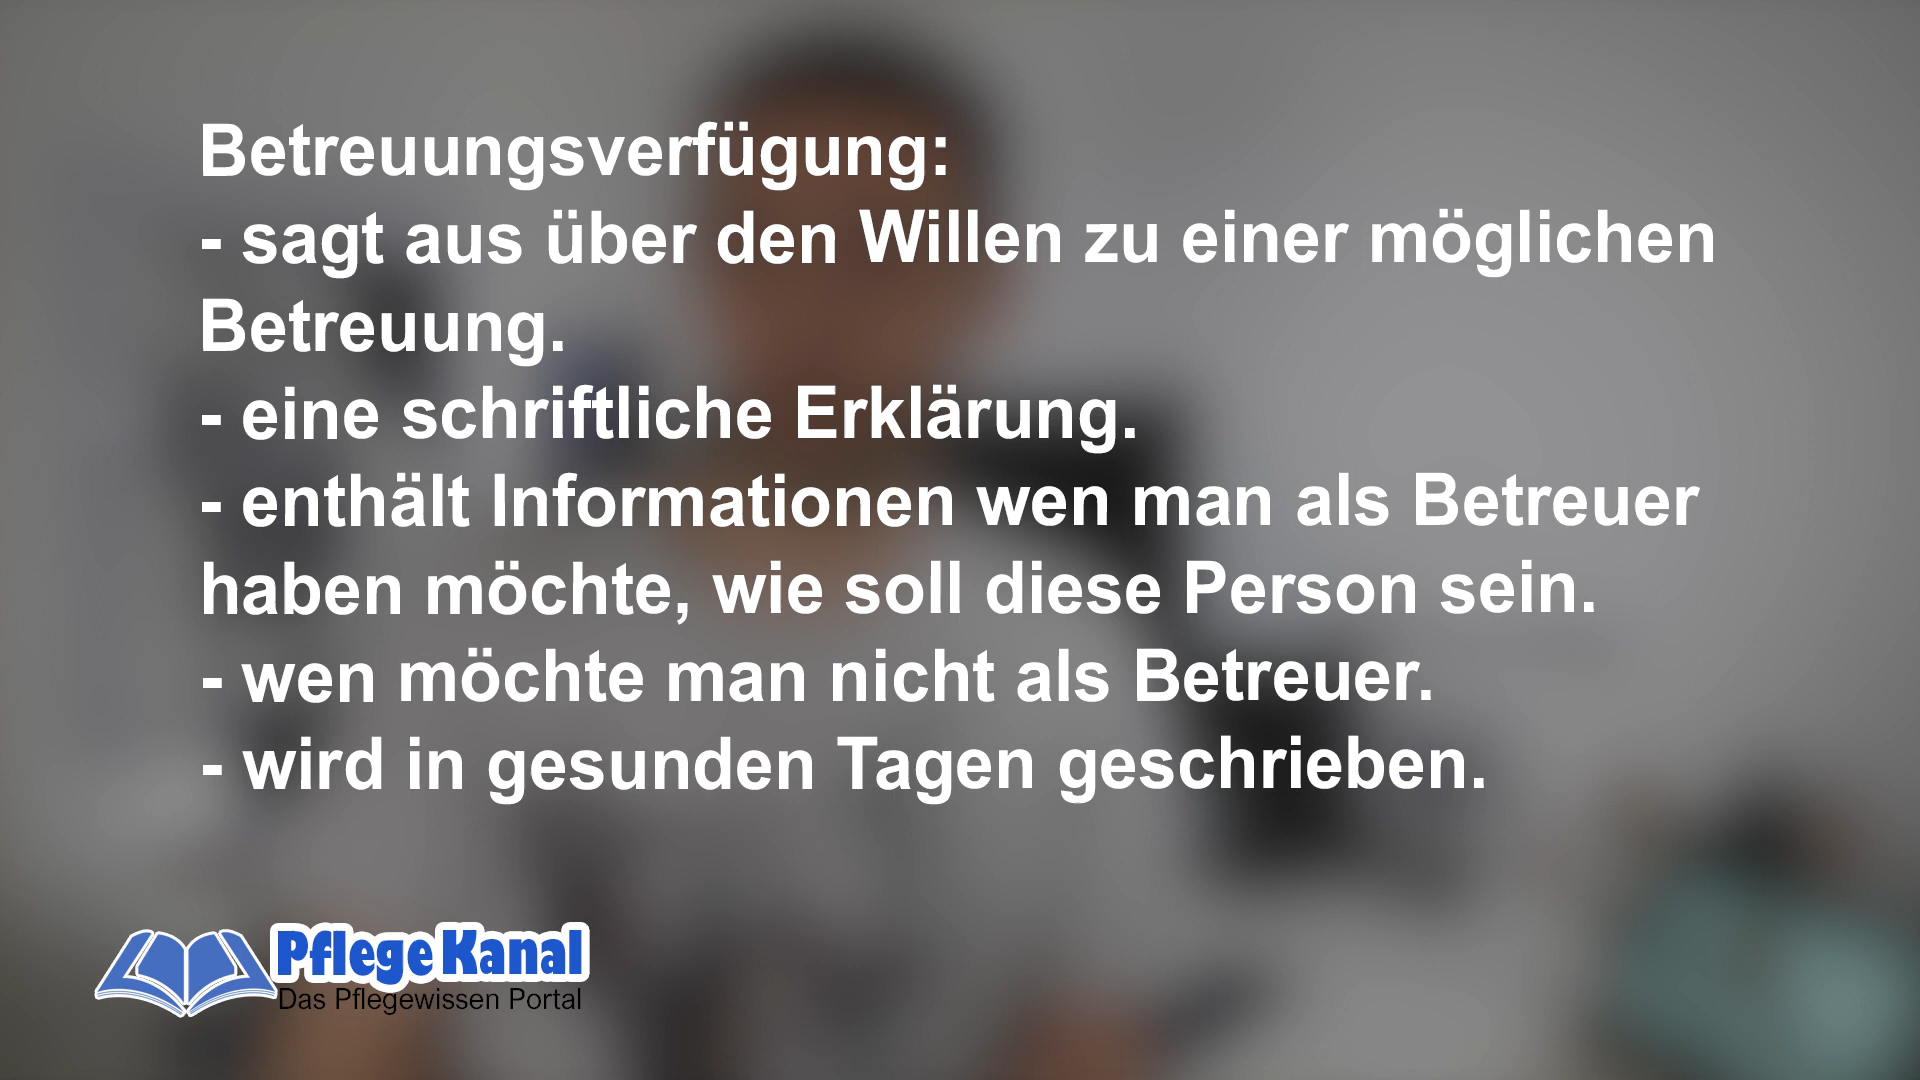 Betreuungsverfügung:
- sagt aus über den Willen zu einer möglichen
Betreuung.
- eine schriftliche Erklärung.
- enthält Informationen wen man als Betreuer
haben möchte, wie soll diese Person sein.
- wen möchte man nicht als Betreuer.
- wird in gesunden Tagen geschrieben.
PflegeKanal
Das Pflegewissen Portal